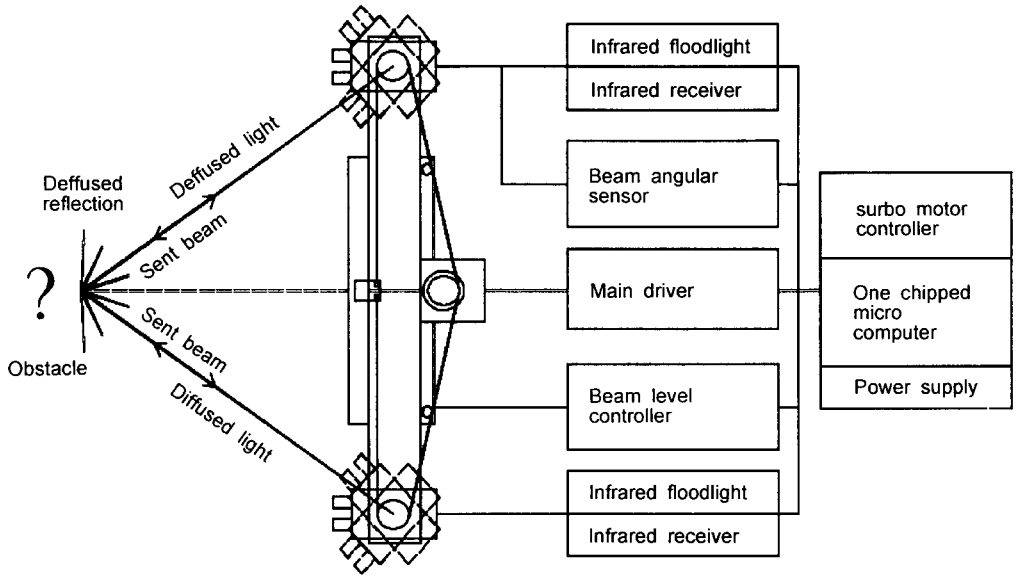 Infrared floodlight
Infrared receiver
Deffused light
Deffused
reflection
Sent beam
Beam angular
sensor
surbo motor
controller
?
Main driver
One chipped
micro
computer
Sent beam
Obstacle
Diffused light
Beam level
controller
Power supply
Infrared floodlight
Infrared receiver